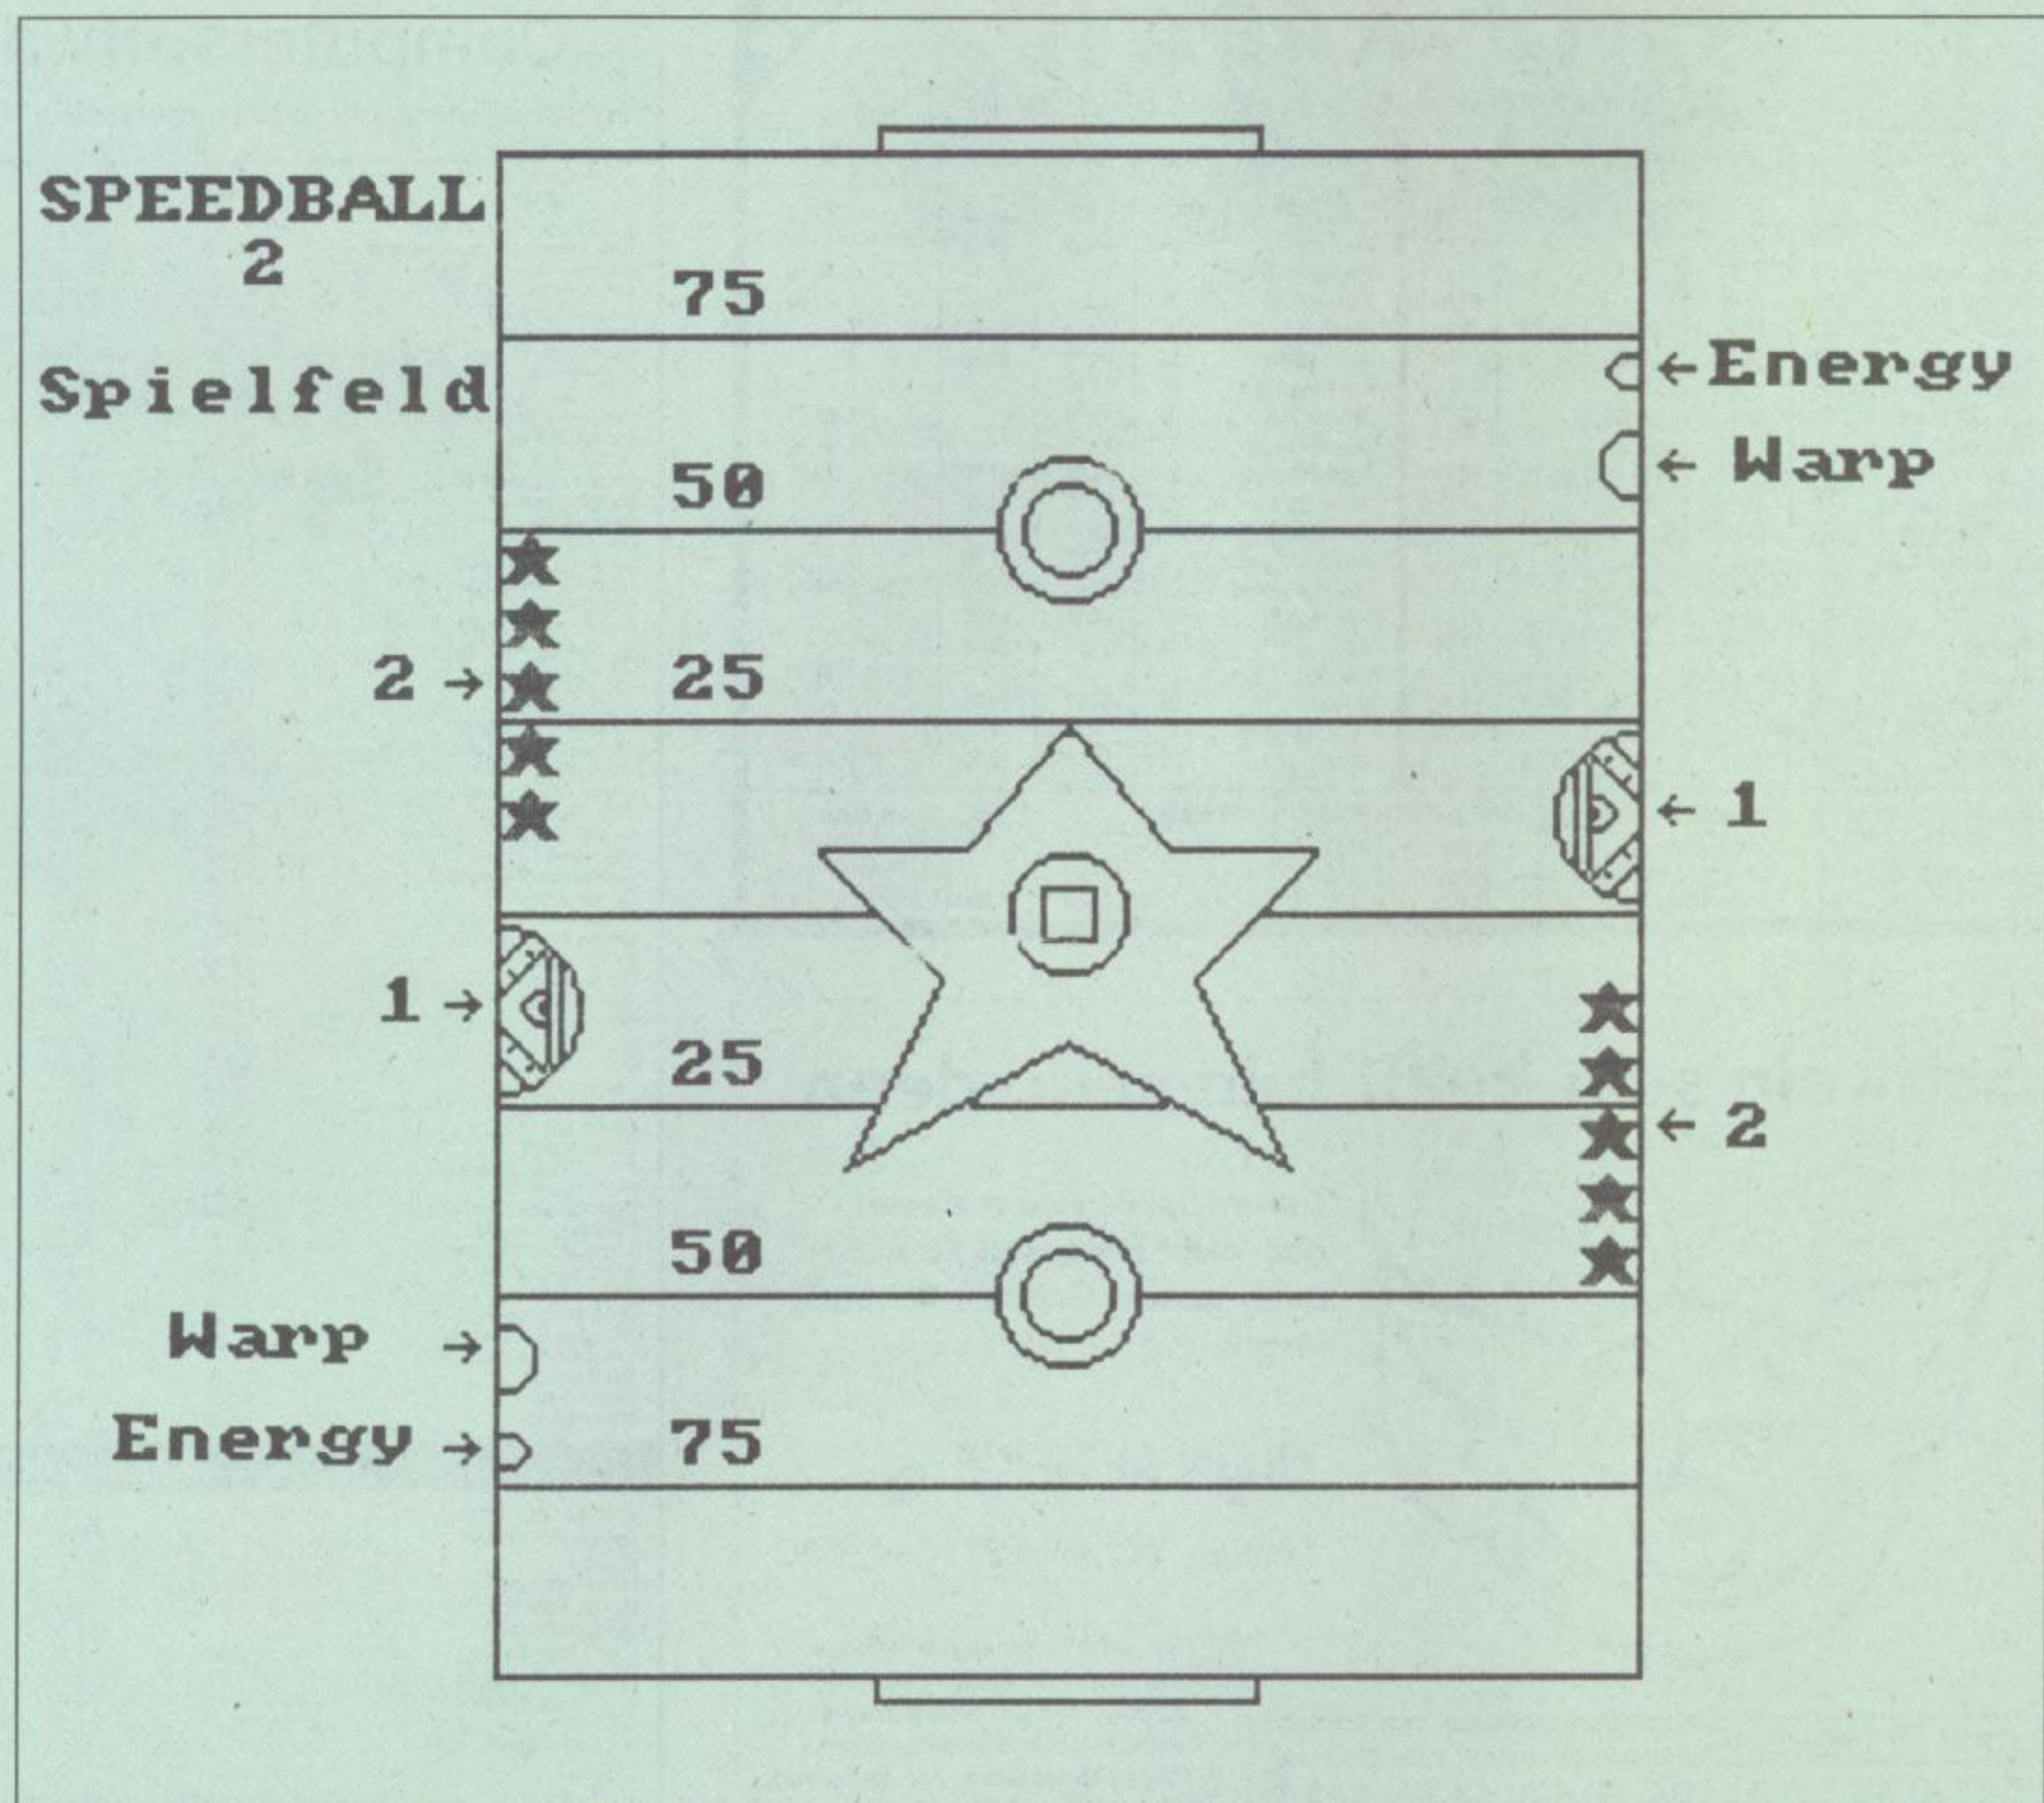 SPEEDBALL
2
75
Spielfeld
←Energy
← Warp
50
2 →
25
← 1
1 →
25
← 2
50
Warp →
Energy →
75